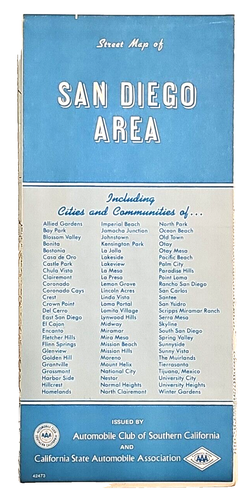 Street Map of
SAN DIEGO
AREA
Including
Cities and Communities of...
Allied Gardens
Bay Park
Blossom Valley
Bonita
Bostonia
Casa de Oro
Castle Park
Chula Vista
Clairemont
Coronado
Coronado Cays
Crest
Crown Point
Del Cerro
East San Diego
El Cajon
Encanto
Fletcher Hills
Flinn Springs
Glenview
Golden Hill
Grantville
Grossmont
Harbor Side
Hillcrest
Homelands
Imperial Beach
Jamacha Junction
Johnstown
Kensington Park
La Jolla
Lakeside
Lakeview
La Mesa
La Presa
Lemon Grove
Lincoln Acres
Linda Vista
Loma Portal
Lomita Village
Lynwood Hills
Midway
Miramar
Mira Mesa
Mission Beach
Mission Hills
Moreno
Mount Helix
National City
Nestor
Normal Heights
North Clairemont
North Park
Ocean Beach
Old Town
Otay
Otay Mesa
Pacific Beach
Palm City
Paradise Hills
Point Loma
Rancho San Diego
San Carlos
Santee
San Ysidro
Scripps Miramar Ranch
Serra Mesa
Skyline
South San Diego
Spring Valley
Sunnyside
Sunny Vista
The Muirlands
Tierrasanta
Tijuana, Mexico
University City
University Heights
Winter Gardens
ISSUED BY
Automobile Club of Southern California
AND
California State Automobile Association
AAA
42473